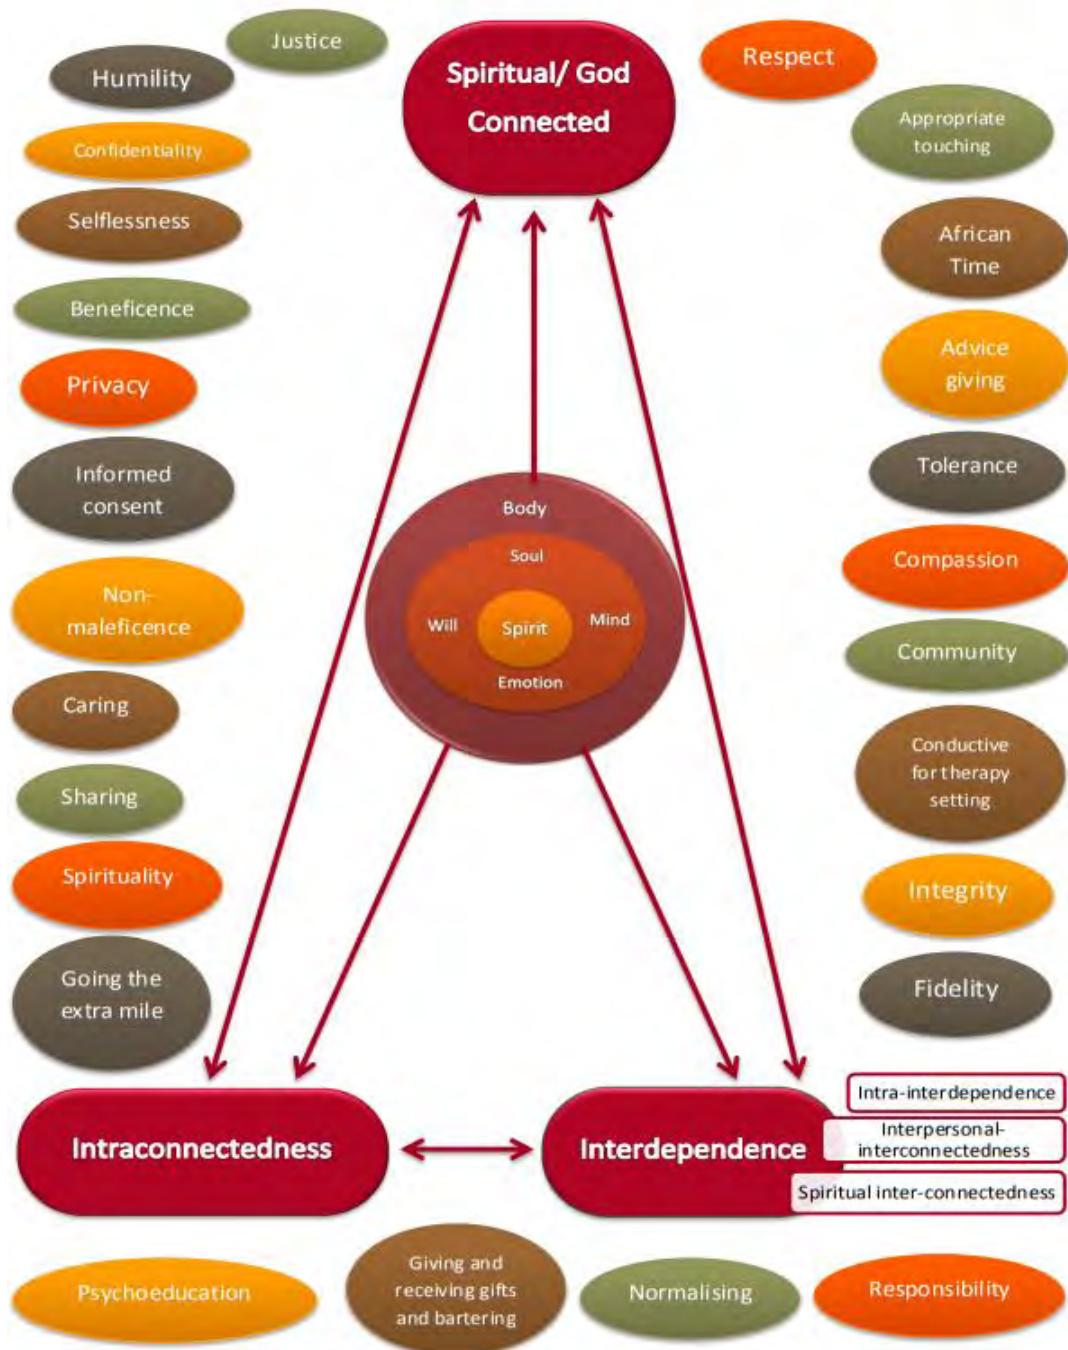 Justice
Spiritual/ God
Connected
Respect
Humility
Appropriate
touching
Confidentiality
Selflessness
African
Time
Beneficence
Advice
giving
Privacy
Informed
consent
Tolerance
Body
Soul
Will
Spirit
Mind
Emotion
Compassion
Non-
maleficence
Community
Caring
Conductive
for therapy
setting
Sharing
Spirituality
Integrity
Going the
extra mile
Fidelity
Intraconnectedness
Interdependence
Intra-interdependence
Interpersonal-
interconnectedness
Spiritual inter-connectedness
Psychoeducation
Giving and
receiving gifts
and bartering
Normalising
Responsibility